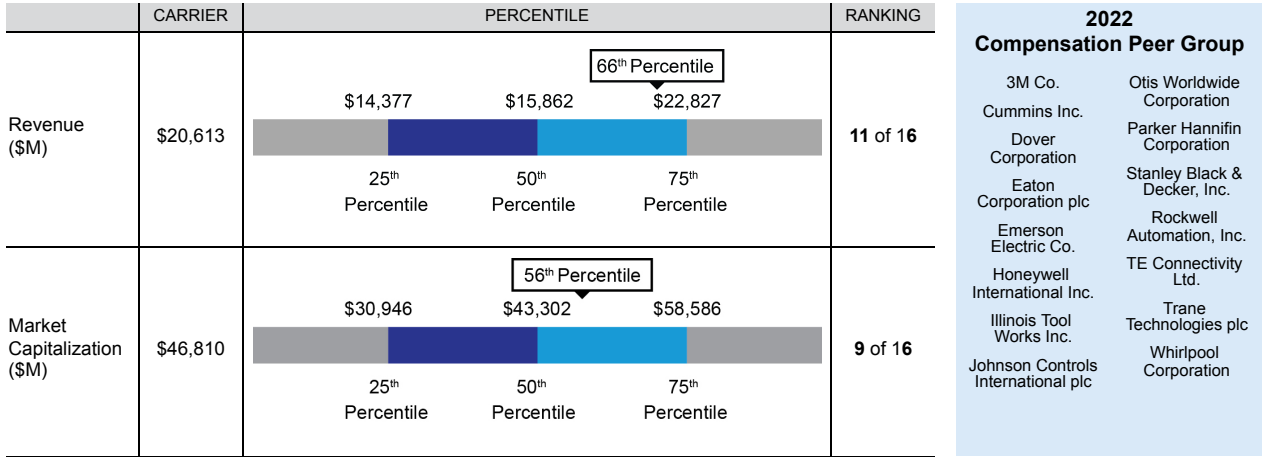 CARRIER PERCENTILE RANKING
Revenue
($M)
$20,613
66th Percentile
$14,377 $15,862 $22,827
25th 50th 75th
Percentile Percentile Percentile
11 of 16
Market
Capitalization
($M)
$46,810
56th Percentile
$30,946 $43,302 $58,586
25th 50th 75th
Percentile Percentile Percentile
9 of 16
2022
Compensation Peer Group
3M Co.
Cummins Inc.
Dover
Corporation
Eaton
Corporation plc
Emerson
Electric Co.
Honeywell
International Inc.
Illinois Tool
Works Inc.
Johnson Controls
International plc
Otis Worldwide
Corporation
Parker Hannifin
Corporation
Stanley Black &
Decker, Inc.
Rockwell
Automation, Inc.
TE Connectivity
Ltd.
Trane
Technologies plc
Whirlpool
Corporation